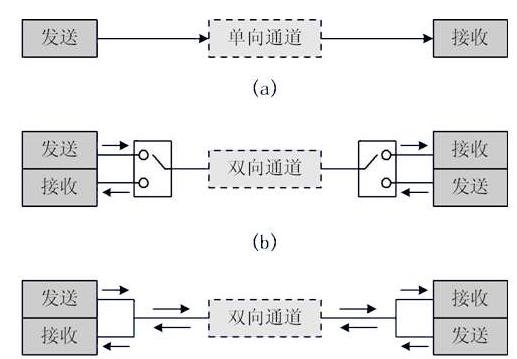 发送 单向通道 接收
(a)
发送 接收
双向通道
接收 发送
(b)
发送 接收
双向通道
接收 发送